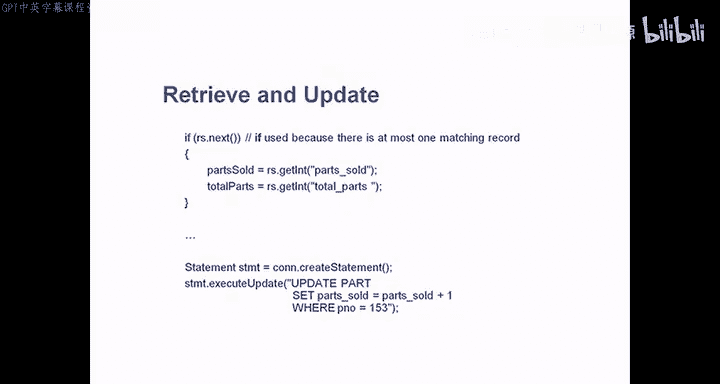 GPT中英字幕课程资
bilibili
Retrieve and Update
if (rs.next()) // if used because there is at most one matching record
{
partsSold = rs.getInt("parts_sold");
totalParts = rs.getInt("total_parts ");
}
...
Statement stmt = conn.createStatement();
stmt.executeUpdate("UPDATE PART
SET parts_sold = parts_sold + 1
WHERE pno = 153");